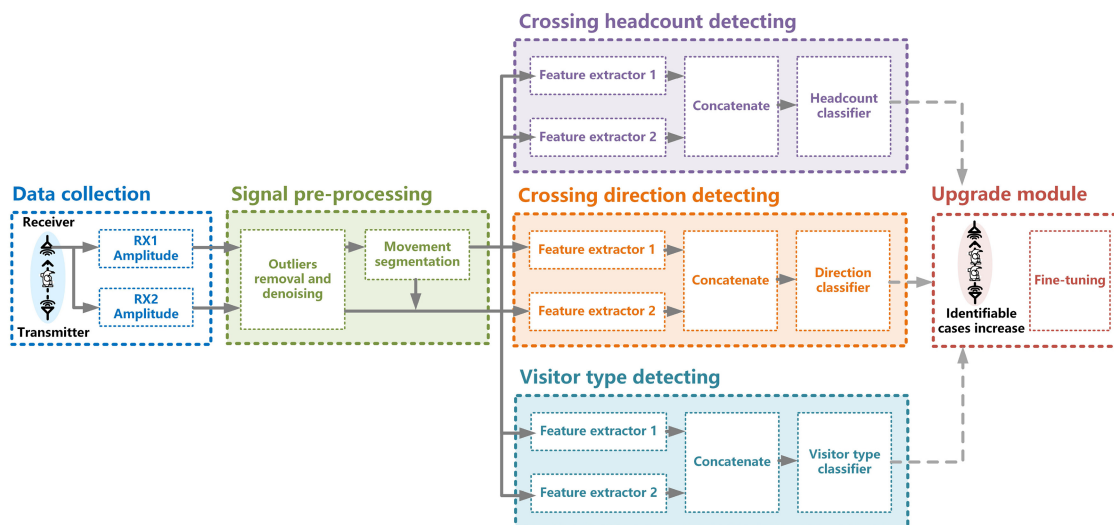 Crossing headcount detecting
Feature extractor 1
Feature extractor 2
Concatenate
Headcount
classifier
Data collection
Receiver
RX1
Amplitude
RX2
Amplitude
Transmitter
Signal pre-processing
Outliers
removal and
denoising
Movement
segmentation
Crossing direction detecting
Feature extractor 1
Feature extractor 2
Concatenate
Direction
classifier
Upgrade module
Identifiable
cases increase
Fine-tuning
Visitor type detecting
Feature extractor 1
Feature extractor 2
Concatenate
Visitor type
classifier